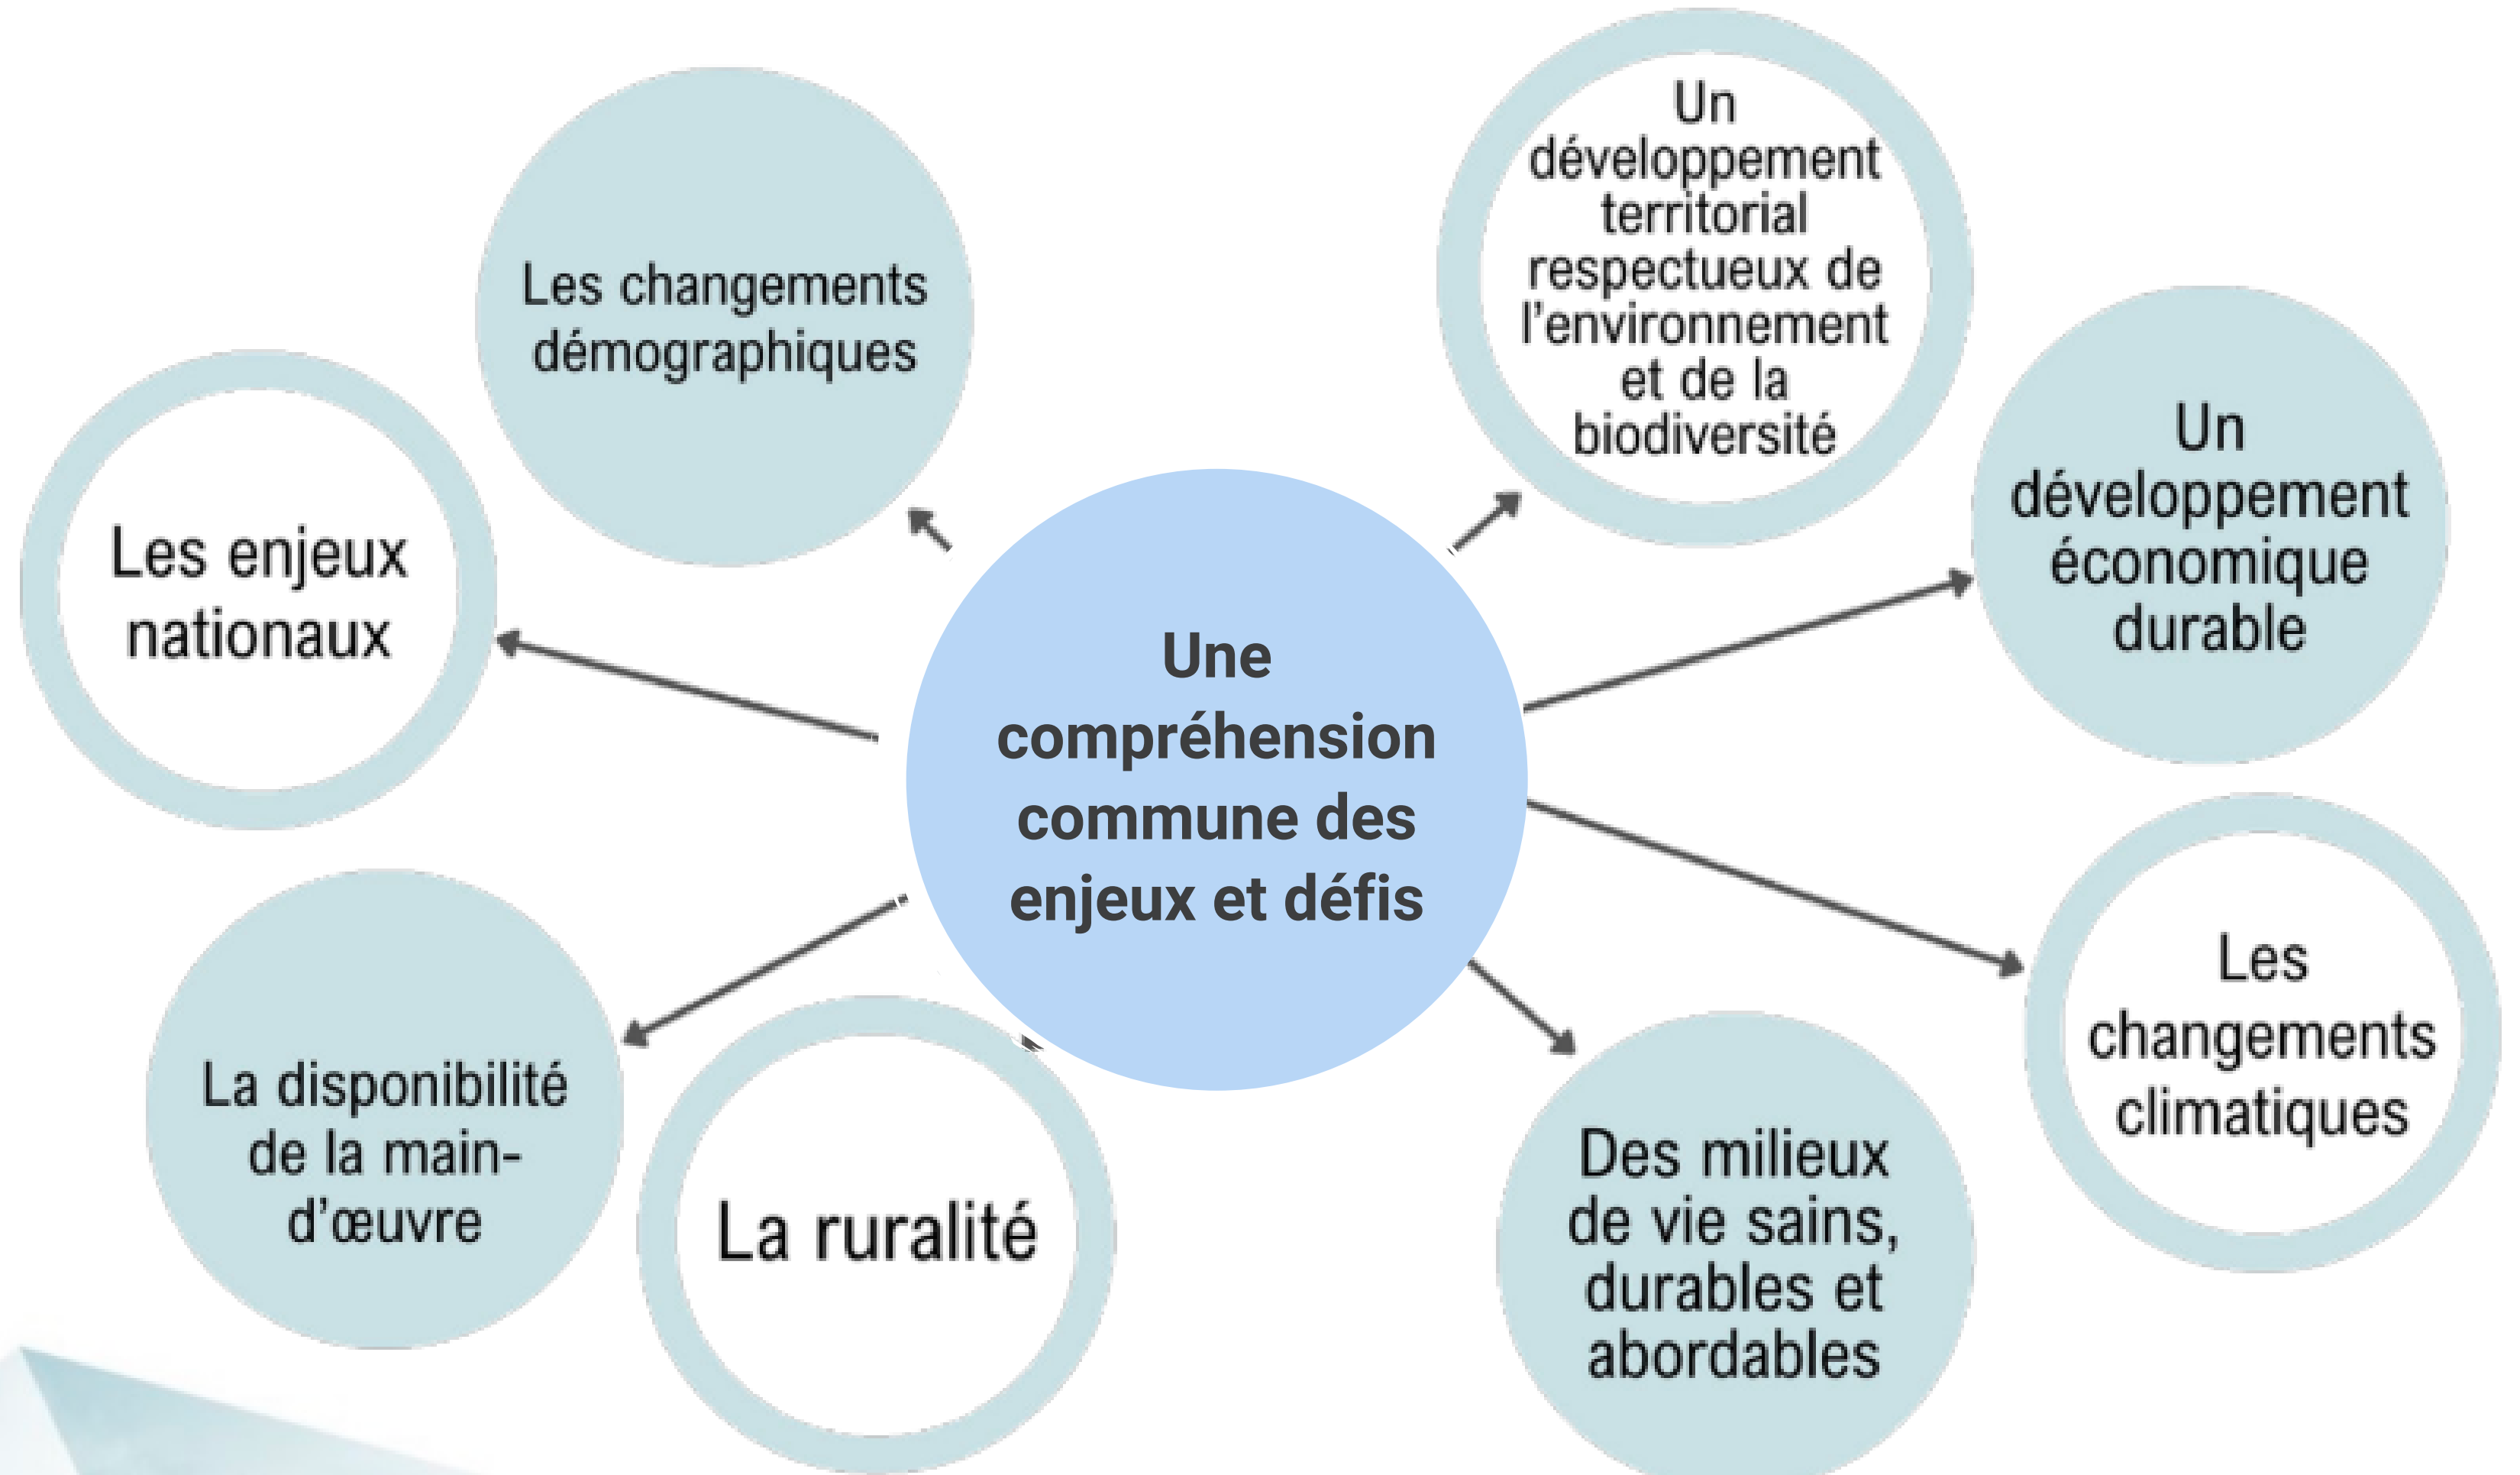 Les changements
démographiques
Un
développement
territorial
respectueux de
l'environnement
et de la
biodiversité
Les enjeux
nationaux
Un
développement
économique
durable
Une
compréhension
commune des
enjeux et défis
La disponibilité
de la main-
d'œuvre
La ruralité
Des milieux
de vie sains,
durables et
abordables
Les
changements
climatiques